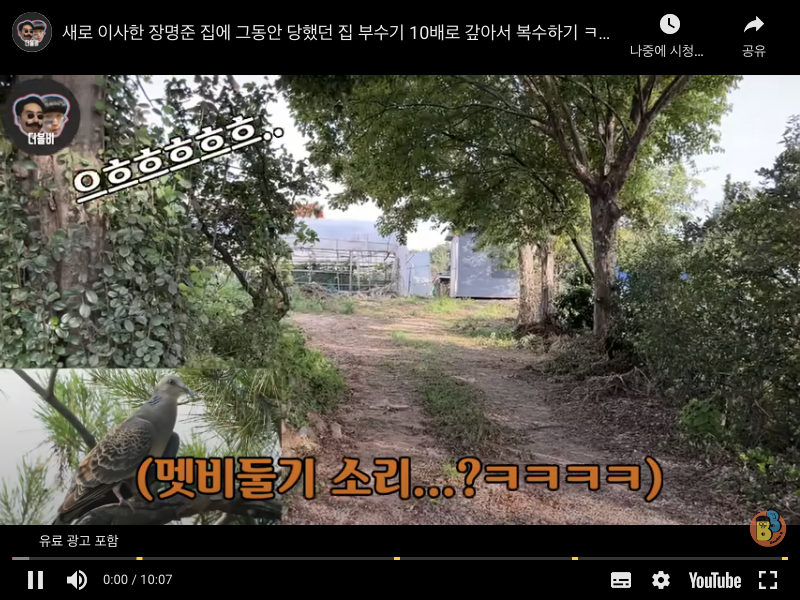 새로 이사한 장명준 집에 그동안 당했던 집 부수기 10배로 갚아서 복수하기 ㅋ...
나중에 시청...
공유
더블비
더블비
으흐흐흐흐흐..
(멧비둘기 소리...?ㅋㅋㅋㅋ)
유료 광고 포함
0:00 / 10:07
YouTube